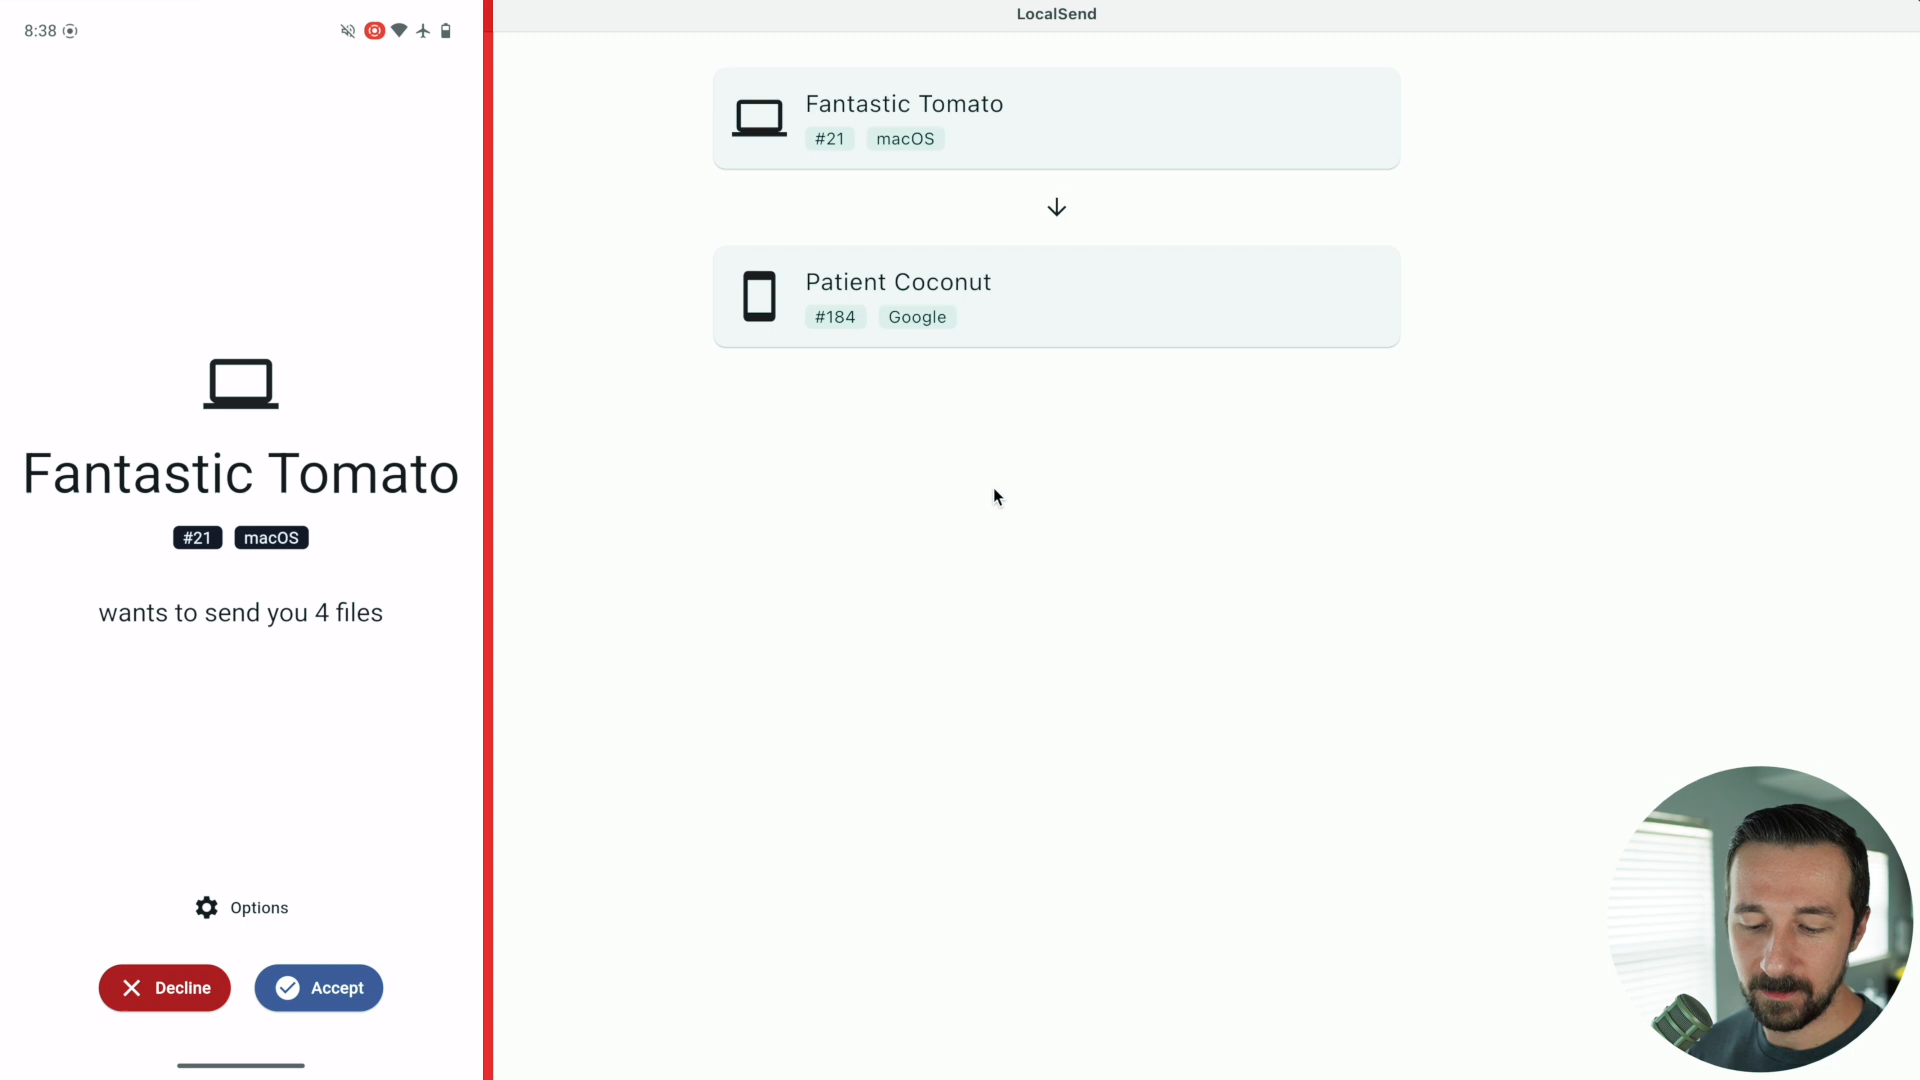 8:38
Fantastic Tomato
#21 macOS
wants to send you 4 files
Options
Decline Accept
LocalSend
Fantastic Tomato
#21 macOS
Patient Coconut
#184 Google